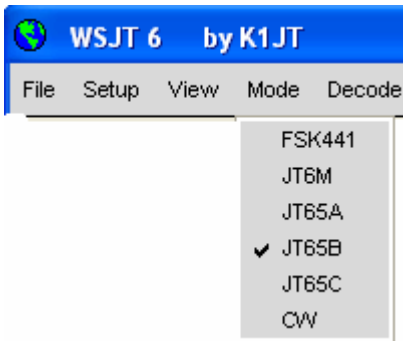 WSJT 6 by K1JT
File Setup View Mode Decode
FSK441
JT6M
JT65A
JT65B
JT65C
CW